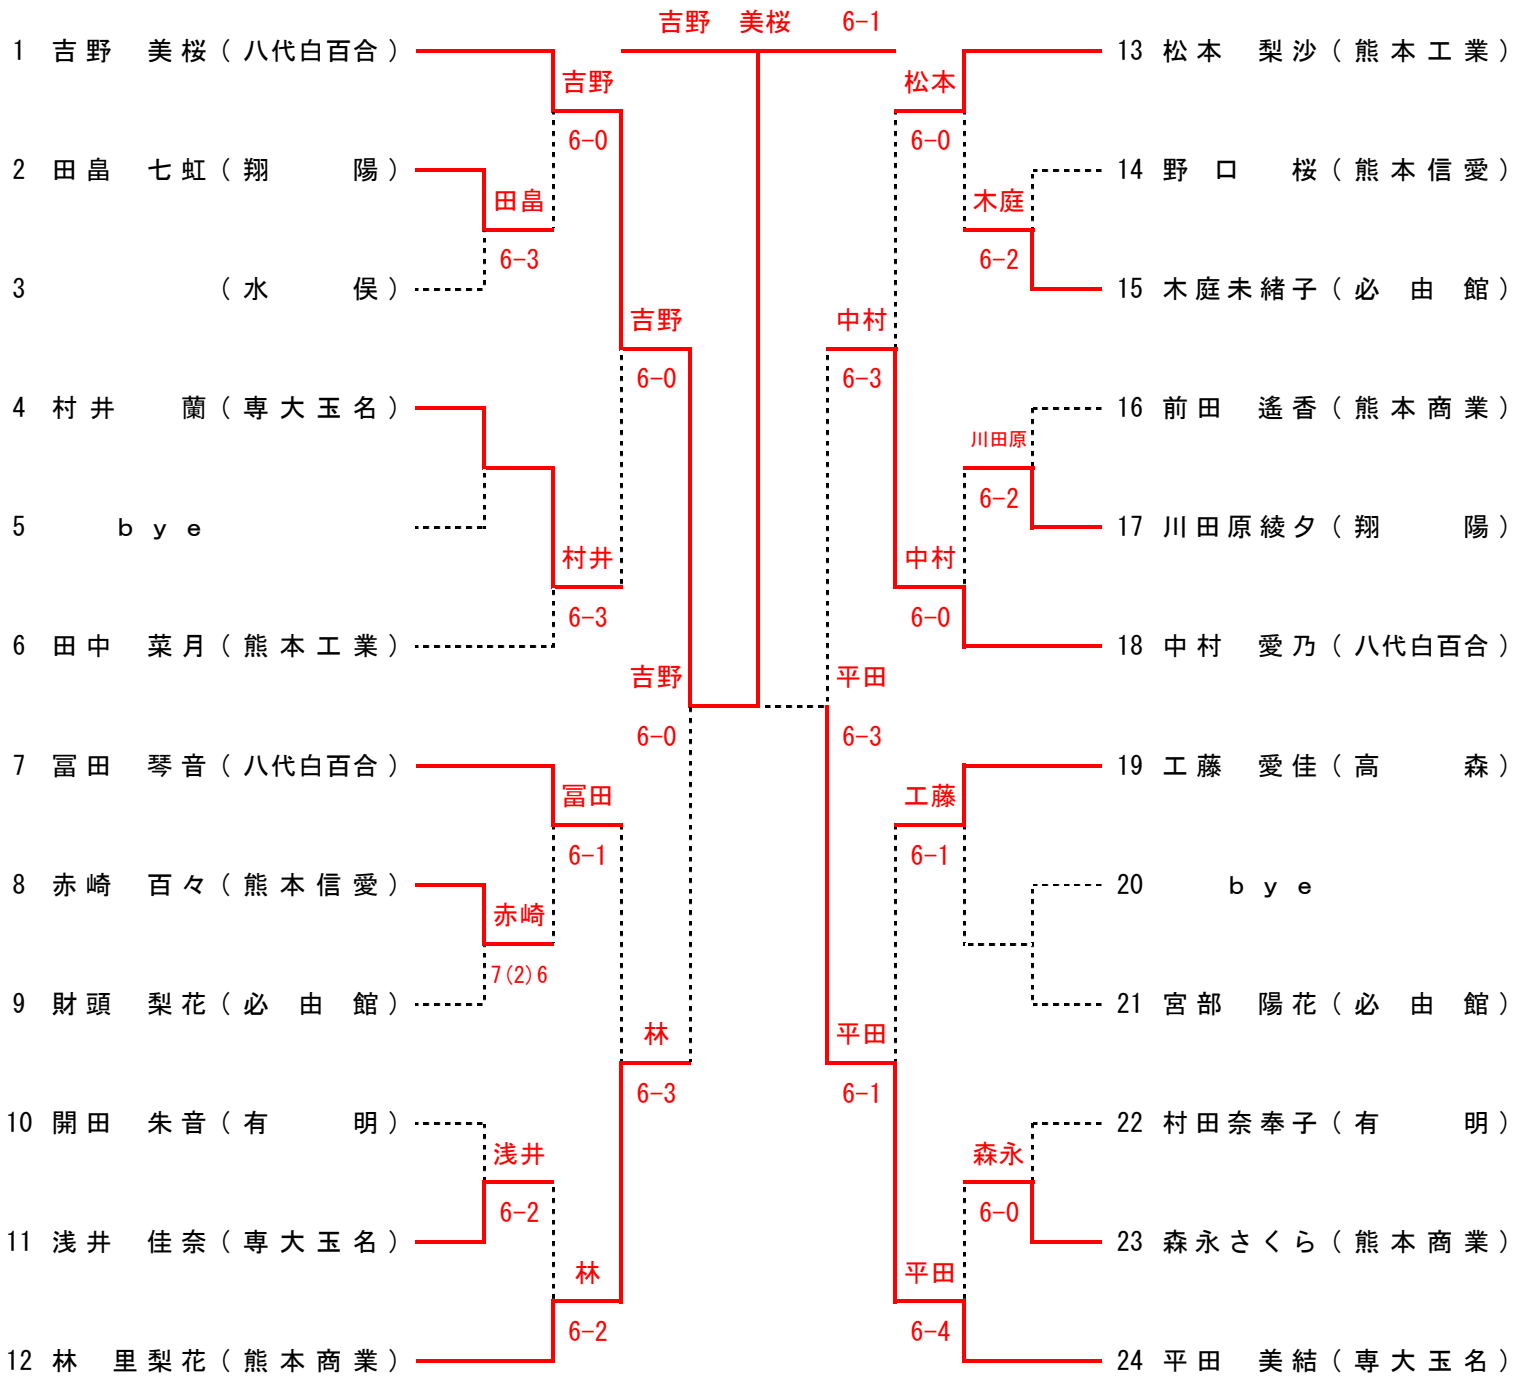 吉野 美桜 6-1
1 吉野 美桜（八代白百合）
13 松本 梨沙（熊本工業）
吉野
松本
6-0
6-0
2 田畠 七虹（翔 陽）
14 野口 桜（熊本信愛）
田畠
木庭
6-3
6-2
3 （水 俣）
15 木庭未緒子（必由館）
吉野
中村
6-0
6-3
4 村井 蘭（専大玉名）
16 前田 遙香（熊本商業）
川田原
6-2
5 bye
17 川田原綾夕（翔 陽）
村井
中村
6-3
6-0
6 田中 菜月（熊本工業）
18 中村 愛乃（八代白百合）
吉野
平田
6-0
6-3
7 冨田 琴音（八代白百合）
19 工藤 愛佳（高 森）
冨田
工藤
6-1
6-1
8 赤崎 百々（熊本信愛）
20 bye
赤崎
7(2)6
9 財頭 梨花（必由館）
21 宮部 陽花（必由館）
林
平田
6-3
6-1
10 開田 朱音（有 明）
22 村田奈奉子（有 明）
浅井
森永
6-2
6-0
11 浅井 佳奈（専大玉名）
23 森永さくら（熊本商業）
林
平田
6-2
6-4
12 林 里梨花（熊本商業）
24 平田 美結（専大玉名）